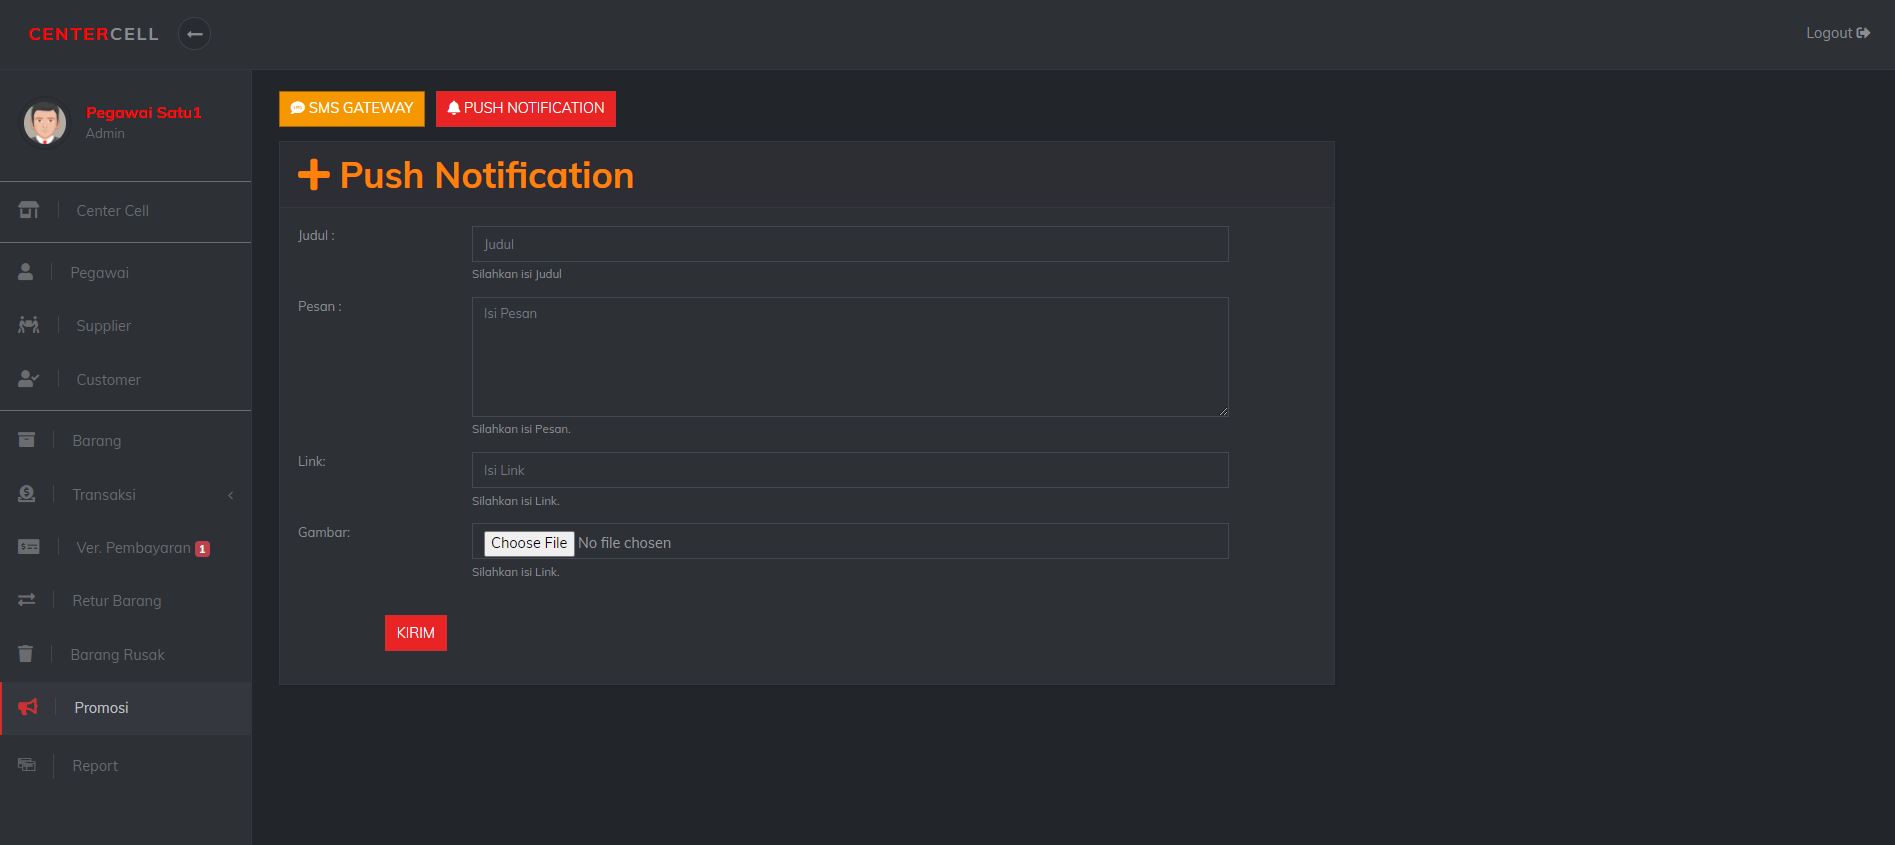 CENTERCELL
Logout
Pegawai Satu1
Admin
Center Cell
Pegawai
Supplier
Customer
Barang
Transaksi
Ver. Pembayaran 1
Retur Barang
Barang Rusak
Promosi
Report
SMS GATEWAY PUSH NOTIFICATION
Push Notification
Judul :
Judul
Silahkan isi Judul
Pesan :
Isi Pesan
Silahkan isi Pesan.
Link:
Isi Link
Silahkan isi Link.
Gambar:
Choose File No file chosen
Silahkan isi Link.
KIRIM